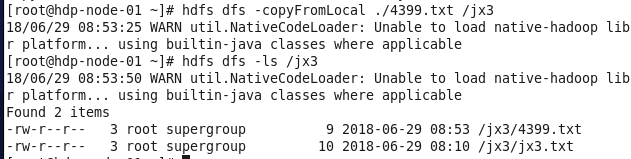 [root@hdp-node-01 ~]# hdfs dfs -copyFromLocal ./4399.txt /jx3
18/06/29 08:53:25 WARN util.NativeCodeLoader: Unable to load native-hadoop lib
r platform... using builtin-java classes where applicable
[root@hdp-node-01 ~]# hdfs dfs -ls /jx3
18/06/29 08:53:50 WARN util.NativeCodeLoader: Unable to load native-hadoop lib
r platform... using builtin-java classes where applicable
Found 2 items
-rw-r--r--   3 root supergroup          9 2018-06-29 08:53 /jx3/4399.txt
-rw-r--r--   3 root supergroup         10 2018-06-29 08:10 /jx3/jx3.txt